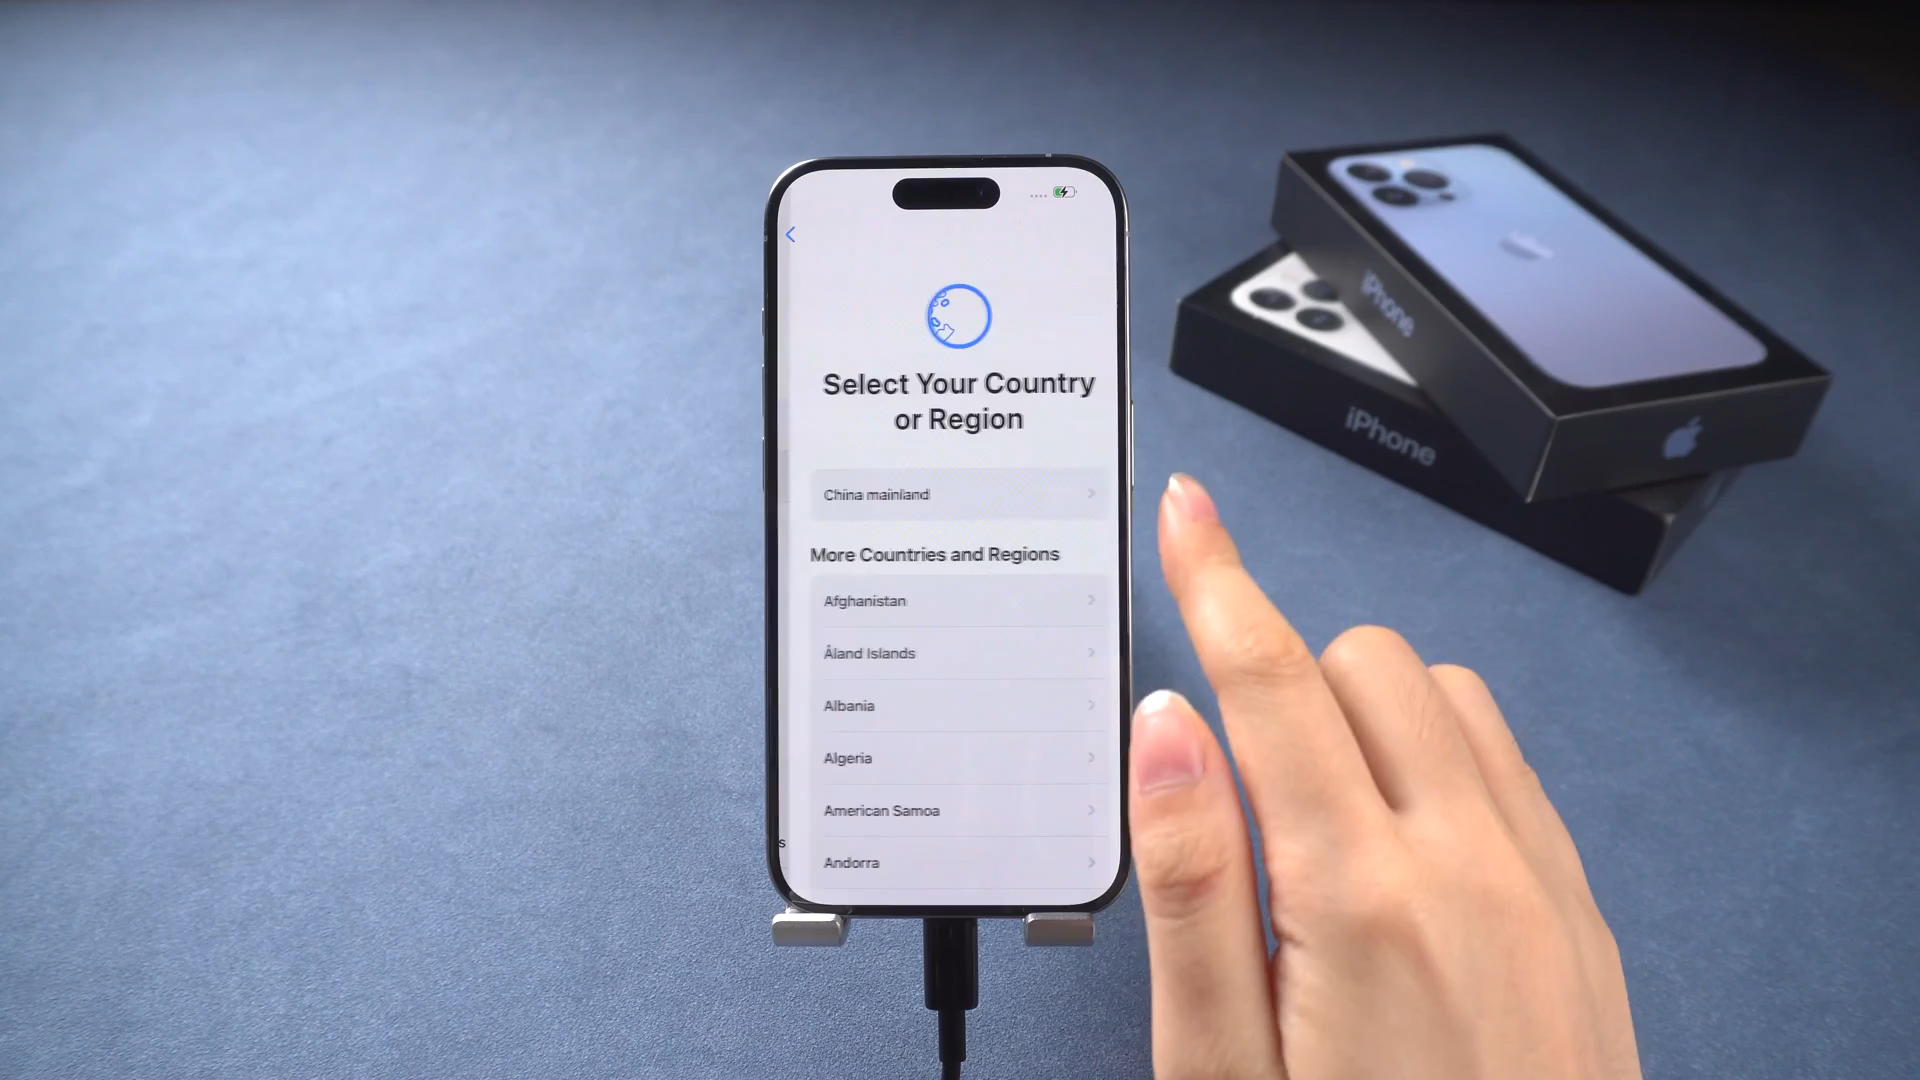 Select Your Country
or Region
China mainland
More Countries and Regions
Afghanistan
Åland Islands
Albania
Algeria
American Samoa
s
Andorra
iPhone
iPhone